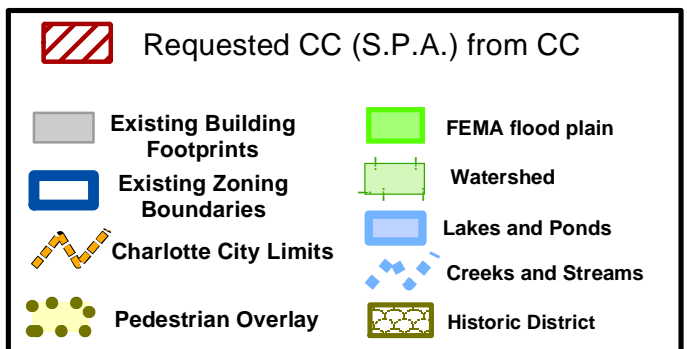 Requested CC (S.P.A.) from CC
Existing Building
Footprints
Existing Zoning
Boundaries
Charlotte City Limits
Pedestrian Overlay
FEMA flood plain
Watershed
Lakes and Ponds
Creeks and Streams
Historic District